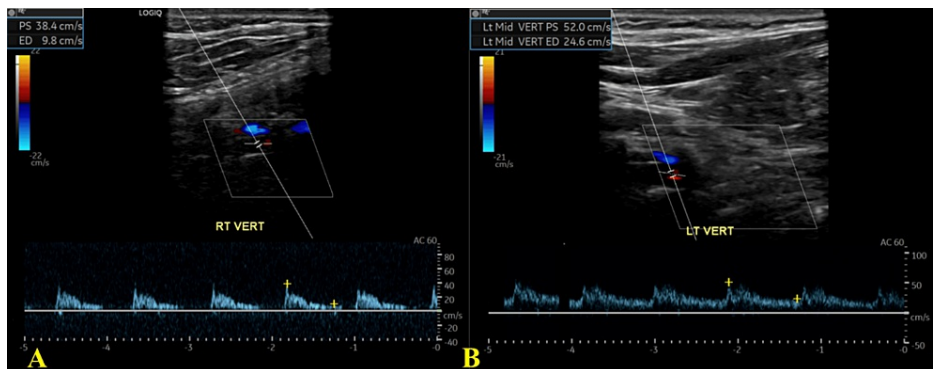 PS 38.4 cm/s
ED 9.8 cm/s
LOGIQ
22
-22
cm/s
RT VERT
AC 60
80
60
40
20
cm/s
-20
-40
-5
-4
-3
-2
-1
-0
A
Lt Mid VERT PS 52.0 cm/s
Lt Mid VERT ED 24.6 cm/s
21
-21
cm/s
LT VERT
AC 60
100
50
cm/s
-50
-5
-4
-3
-2
-1
-0
B